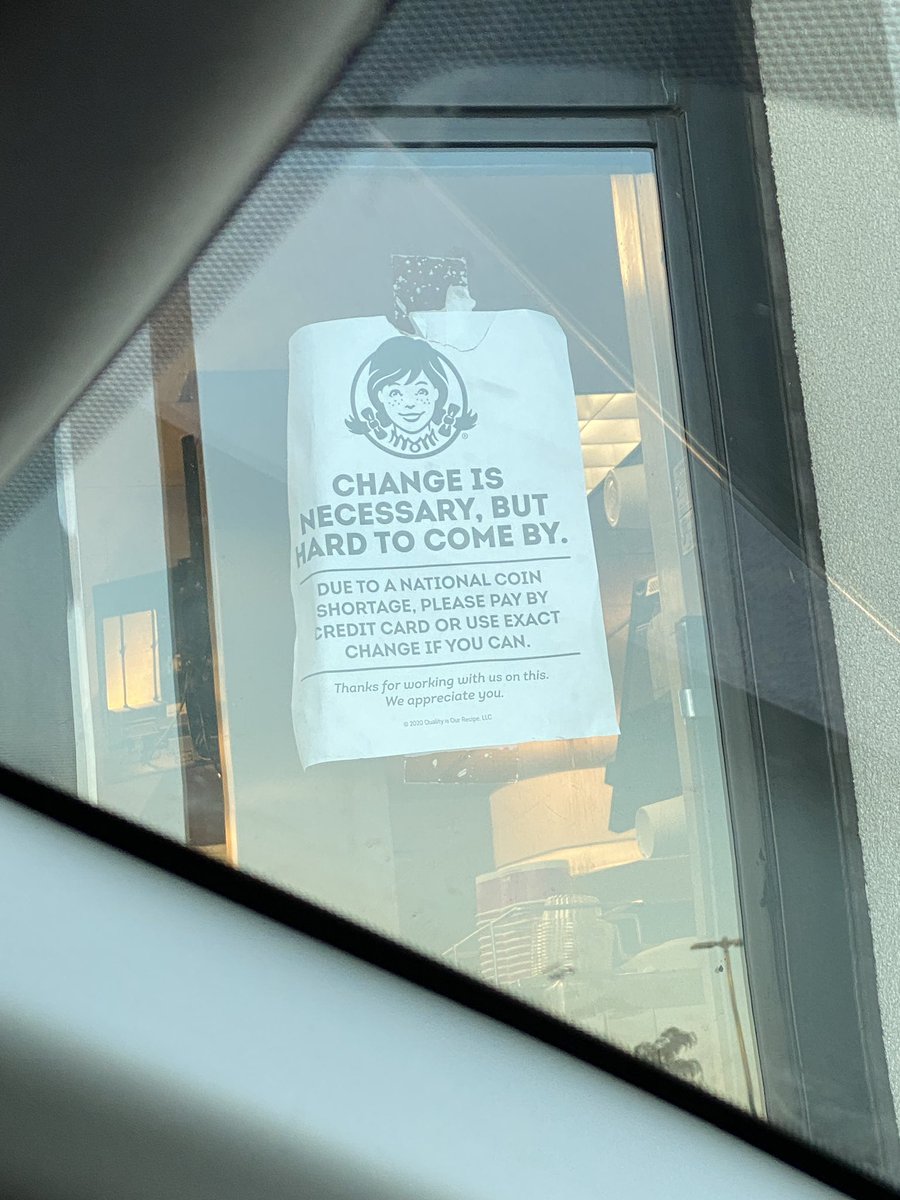 CHANGE IS
NECESSARY, BUT
HARD TO COME BY.
DUE TO A NATIONAL COIN
SHORTAGE, PLEASE PAY BY
CREDIT CARD OR USE EXACT
CHANGE IF YOU CAN.
Thanks for working with us on this.
We appreciate you.
© 2020 Quality is Our Recipe, LLC